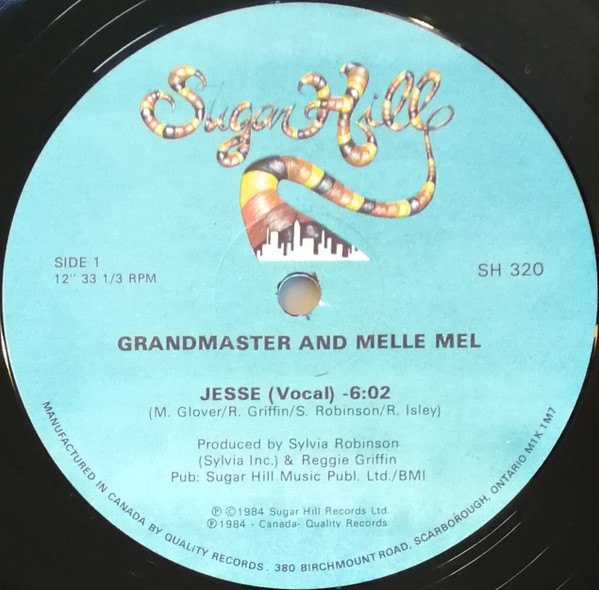 Sugar Hill
SIDE 1
12" 33 1/3 RPM
SH 320
GRANDMASTER AND MELLE MEL
JESSE (Vocal) -6:02
(M. Glover/R. Griffin/S. Robinson/R. Isley)
Produced by Sylvia Robinson
(Sylvia Inc.) & Reggie Griffin
Pub: Sugar Hill Music Publ. Ltd./BMI
℗ ©1984 Sugar Hill Records Ltd.
℗1984 - Canada- Quality Records
MANUFACTURED IN CANADA BY QUALITY RECORDS . 380 BIRCHMOUNT ROAD, SCARBOROUGH, ONTARIO M1K 1M7